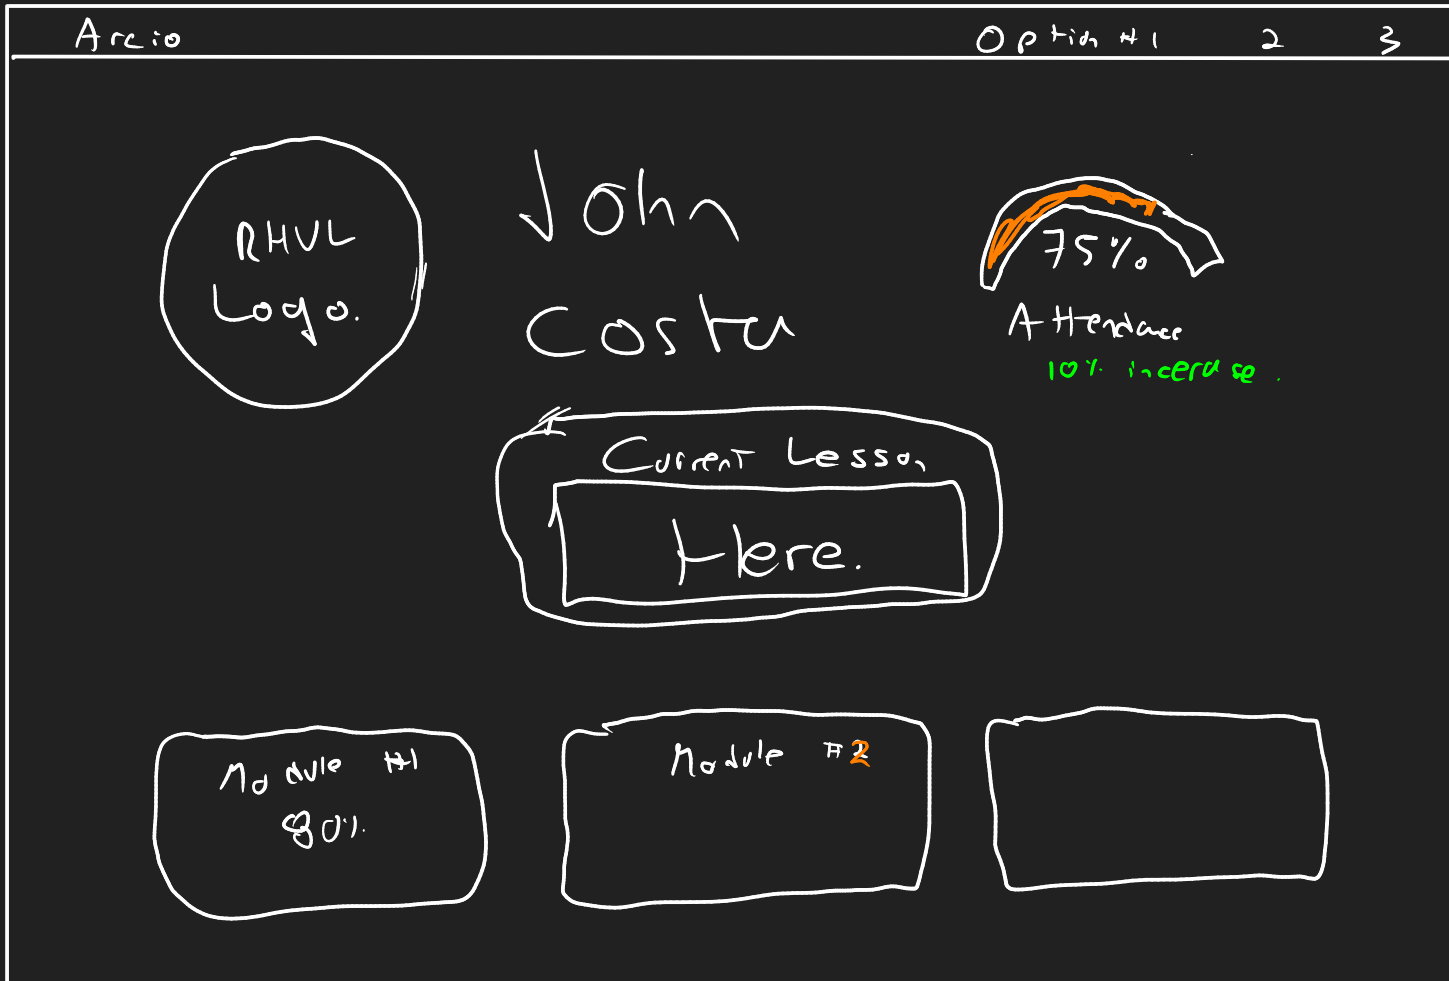 Arcio
Option #1 2 3
RHUL
Logo.
John
Costa
75%
Attendance
10% incerase.
Current Lesson
Here.
Module #1
80%
Module #2